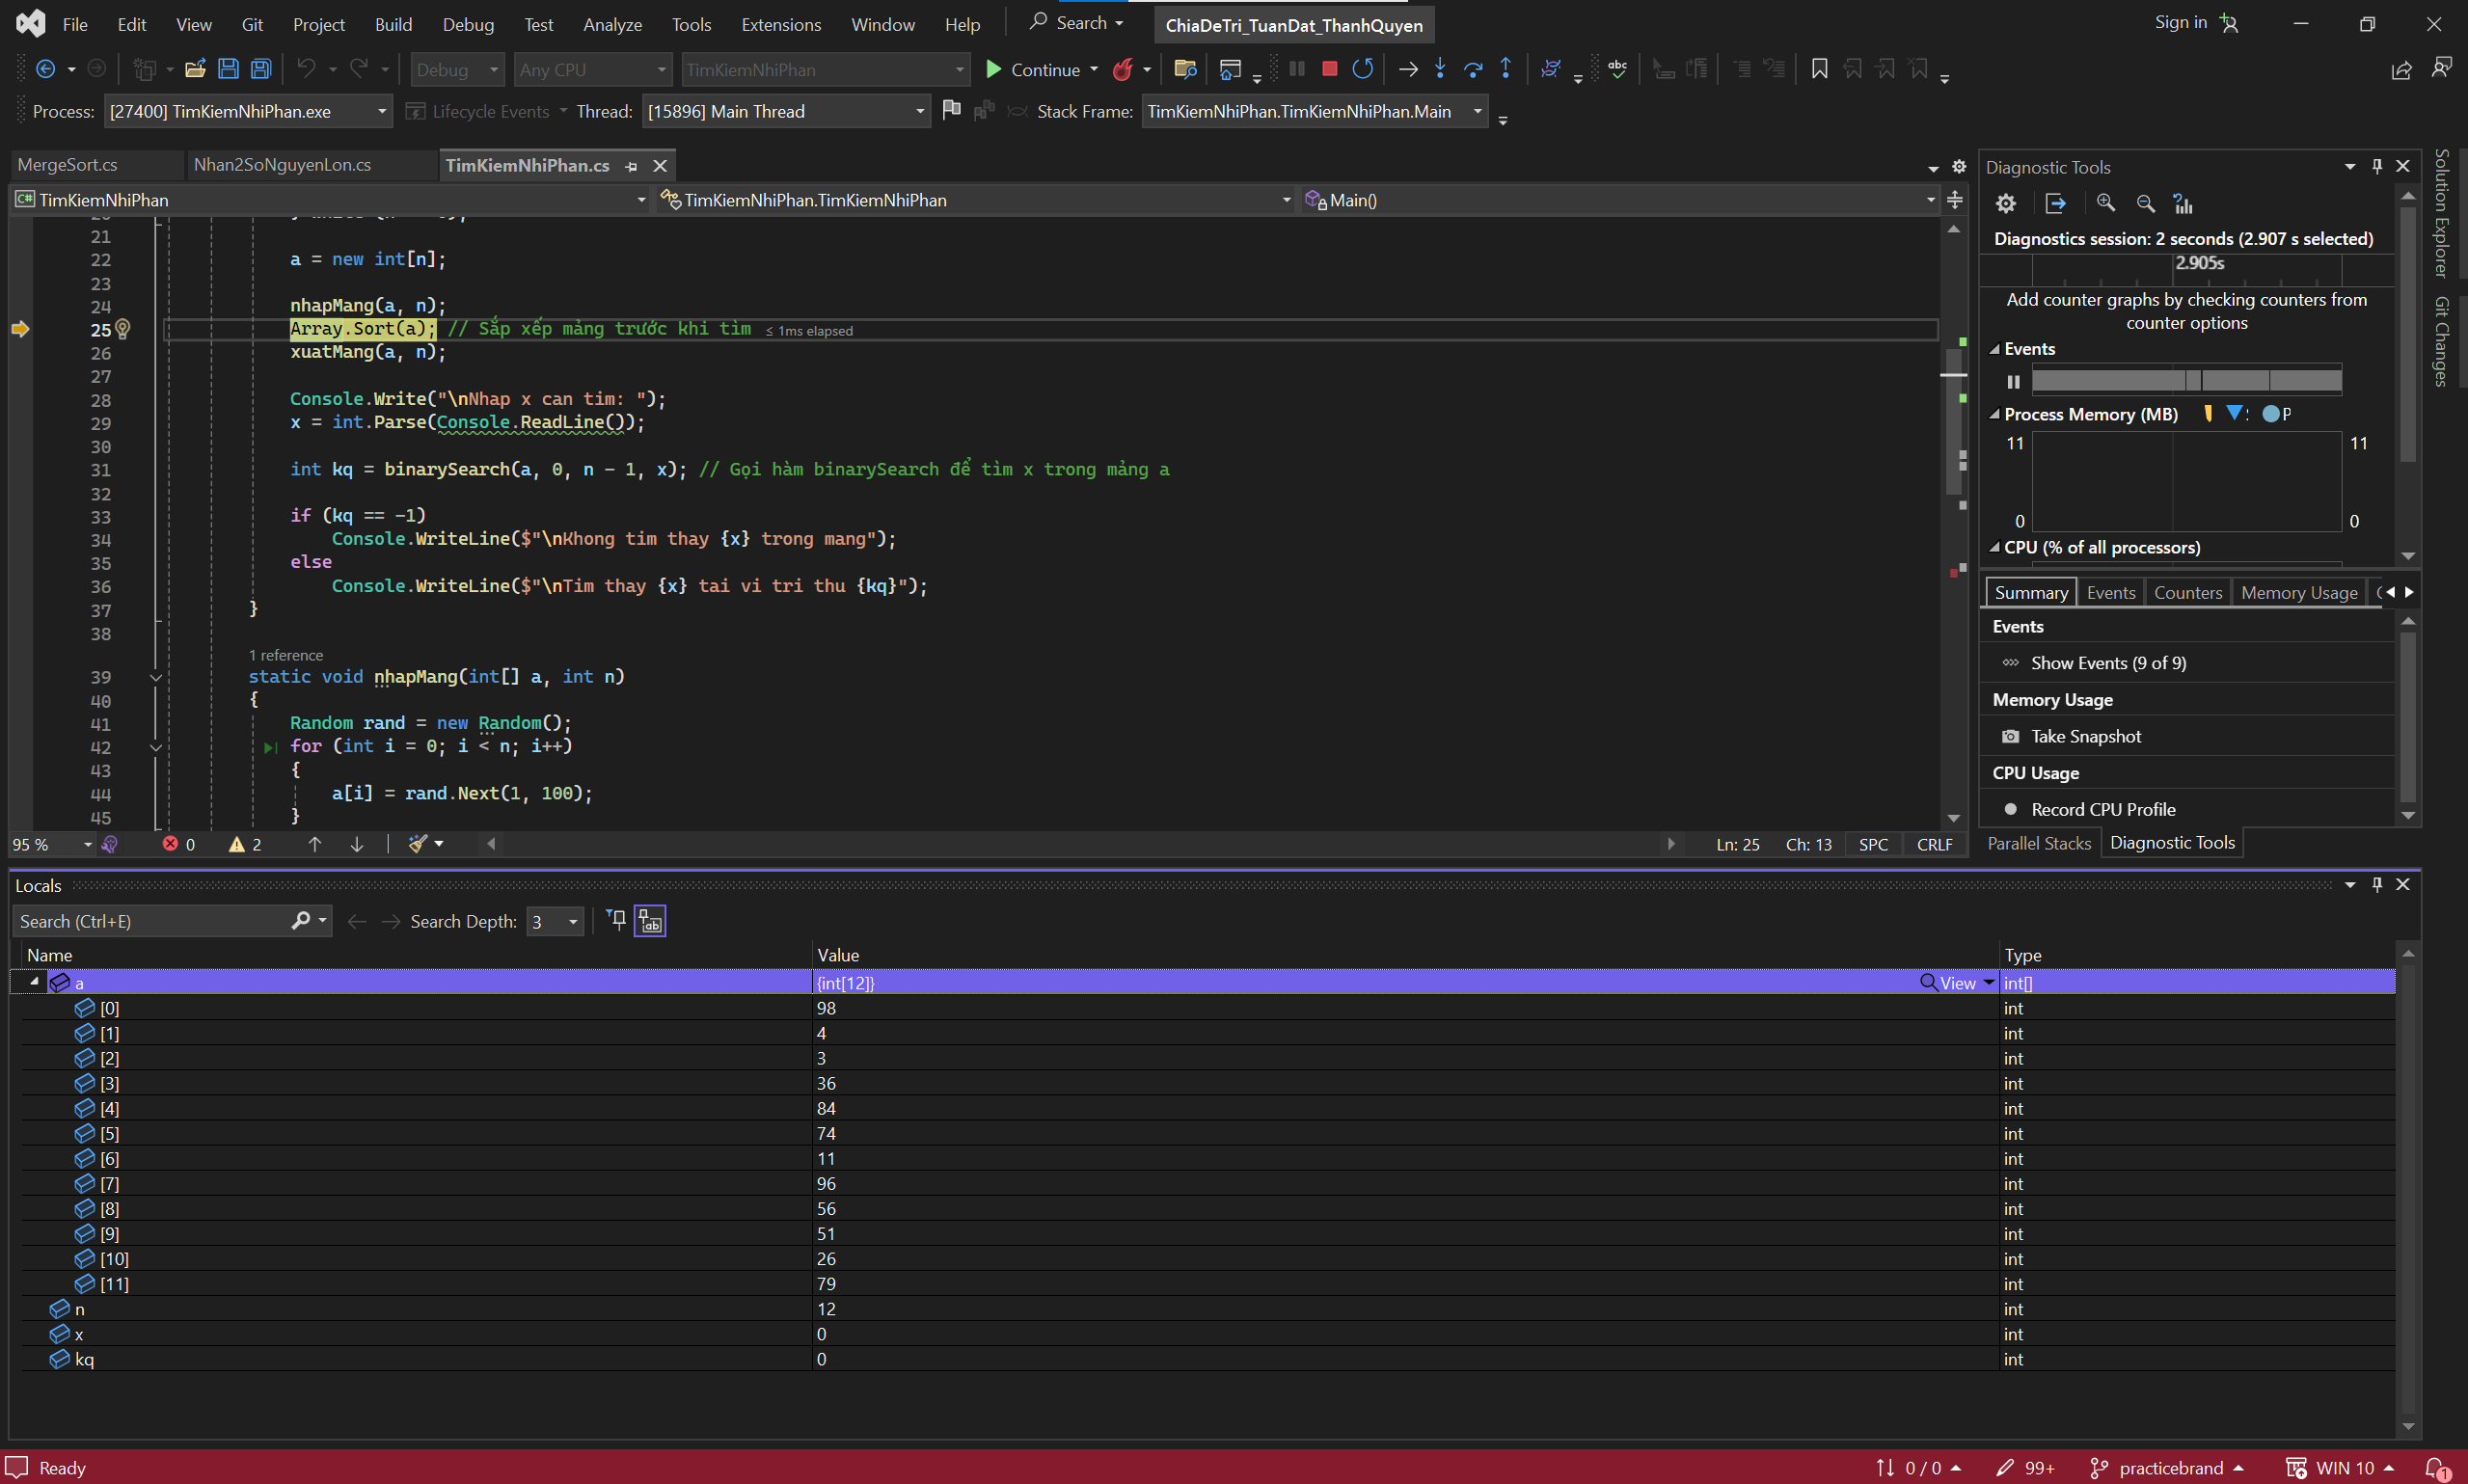 File Edit View Git Project Build Debug Test Analyze Tools Extensions Window Help Search ChiaDeTri_TuanDat_ThanhQuyen Sign in
Debug Any CPU TimKiemNhiPhan Continue
Process: [27400] TimKiemNhiPhan.exe Lifecycle Events Thread: [15896] Main Thread Stack Frame: TimKiemNhiPhan.TimKiemNhiPhan.Main
MergeSort.cs Nhan2SoNguyenLon.cs TimKiemNhiPhan.cs
TimKiemNhiPhan TimKiemNhiPhan.TimKiemNhiPhan Main()
21
22 a = new int[n];
23
24 nhapMang(a, n);
25 Array.Sort(a); // Sắp xếp mảng trước khi tìm ≤ 1ms elapsed
26 xuatMang(a, n);
27
28 Console.Write("\nNhap x can tim: ");
29 x = int.Parse(Console.ReadLine());
30
31 int kq = binarySearch(a, 0, n - 1, x); // Gọi hàm binarySearch để tìm x trong mảng a
32
33 if (kq == -1)
34 Console.WriteLine($"\nKhong tim thay {x} trong mang");
35 else
36 Console.WriteLine($"\nTim thay {x} tai vi tri thu {kq}");
37 }
38
1 reference
39 static void nhapMang(int[] a, int n)
40 {
41 Random rand = new Random();
42 for (int i = 0; i < n; i++)
43 {
44 a[i] = rand.Next(1, 100);
45 }
95 % 0 2 Ln: 25 Ch: 13 SPC CRLF
Diagnostic Tools
Diagnostics session: 2 seconds (2.907 s selected)
2.905s
Add counter graphs by checking counters from
counter options
Events
Process Memory (MB) P
11 11
0 0
CPU (% of all processors)
Summary Events Counters Memory Usage
Events
Show Events (9 of 9)
Memory Usage
Take Snapshot
CPU Usage
Record CPU Profile
Parallel Stacks Diagnostic Tools
Solution Explorer
Git Changes
Locals
Search (Ctrl+E) Search Depth: 3
Name Value Type
a {int[12]} View int[]
[0] 98 int
[1] 4 int
[2] 3 int
[3] 36 int
[4] 84 int
[5] 74 int
[6] 11 int
[7] 96 int
[8] 56 int
[9] 51 int
[10] 26 int
[11] 79 int
n 12 int
x 0 int
kq 0 int
Ready 0 / 0 99+ practicebrand WIN 10 1